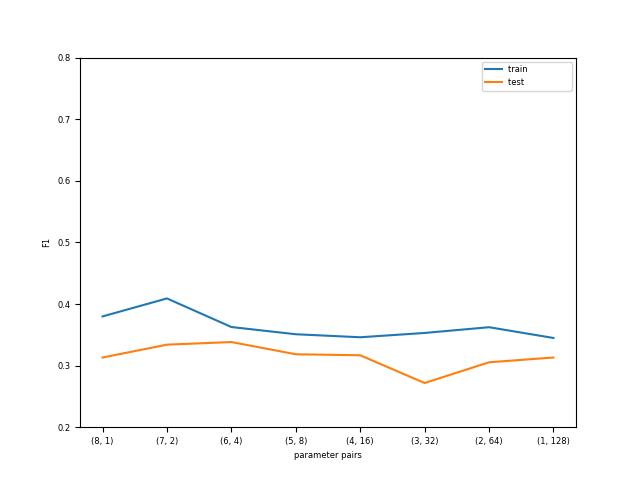 0.8
0.7
0.6
0.5
0.4
0.3
0.2
F1
train
test
(8, 1) (7, 2) (6, 4) (5, 8) (4, 16) (3, 32) (2, 64) (1, 128)
parameter pairs